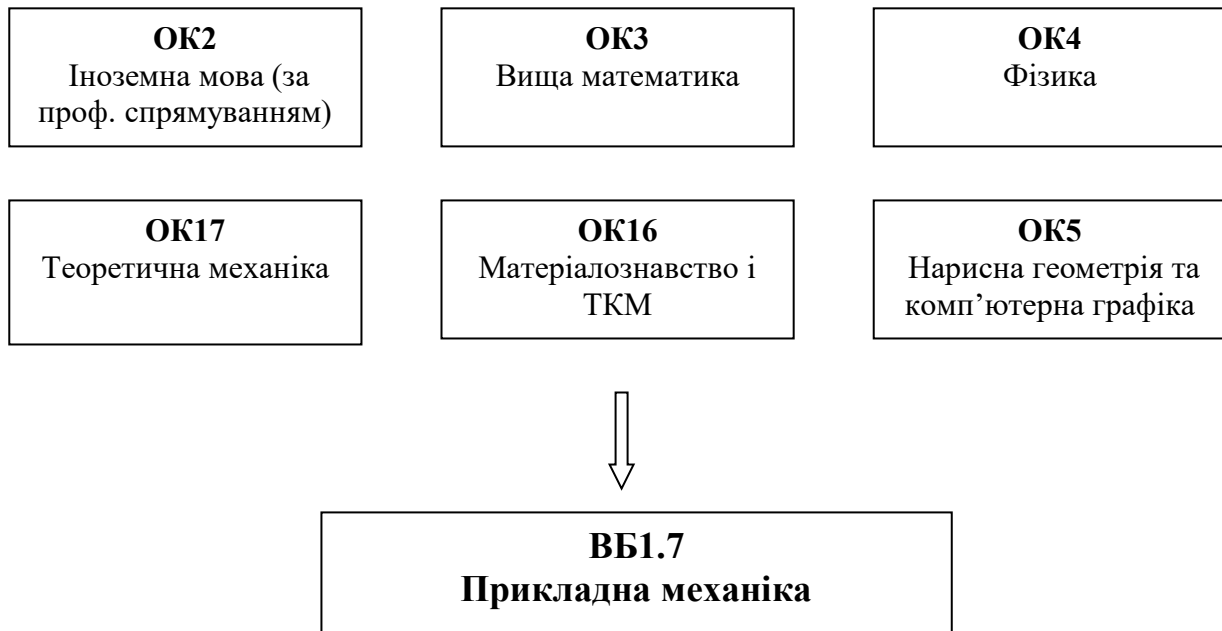 ОК2
Іноземна мова (за
проф. спрямуванням)
ОК3
Вища математика
ОК4
Фізика
ОК17
Теоретична механіка
ОК16
Матеріалознавство і
ТКМ
ОК5
Нарисна геометрія та
комп’ютерна графіка
ВБ1.7
Прикладна механіка